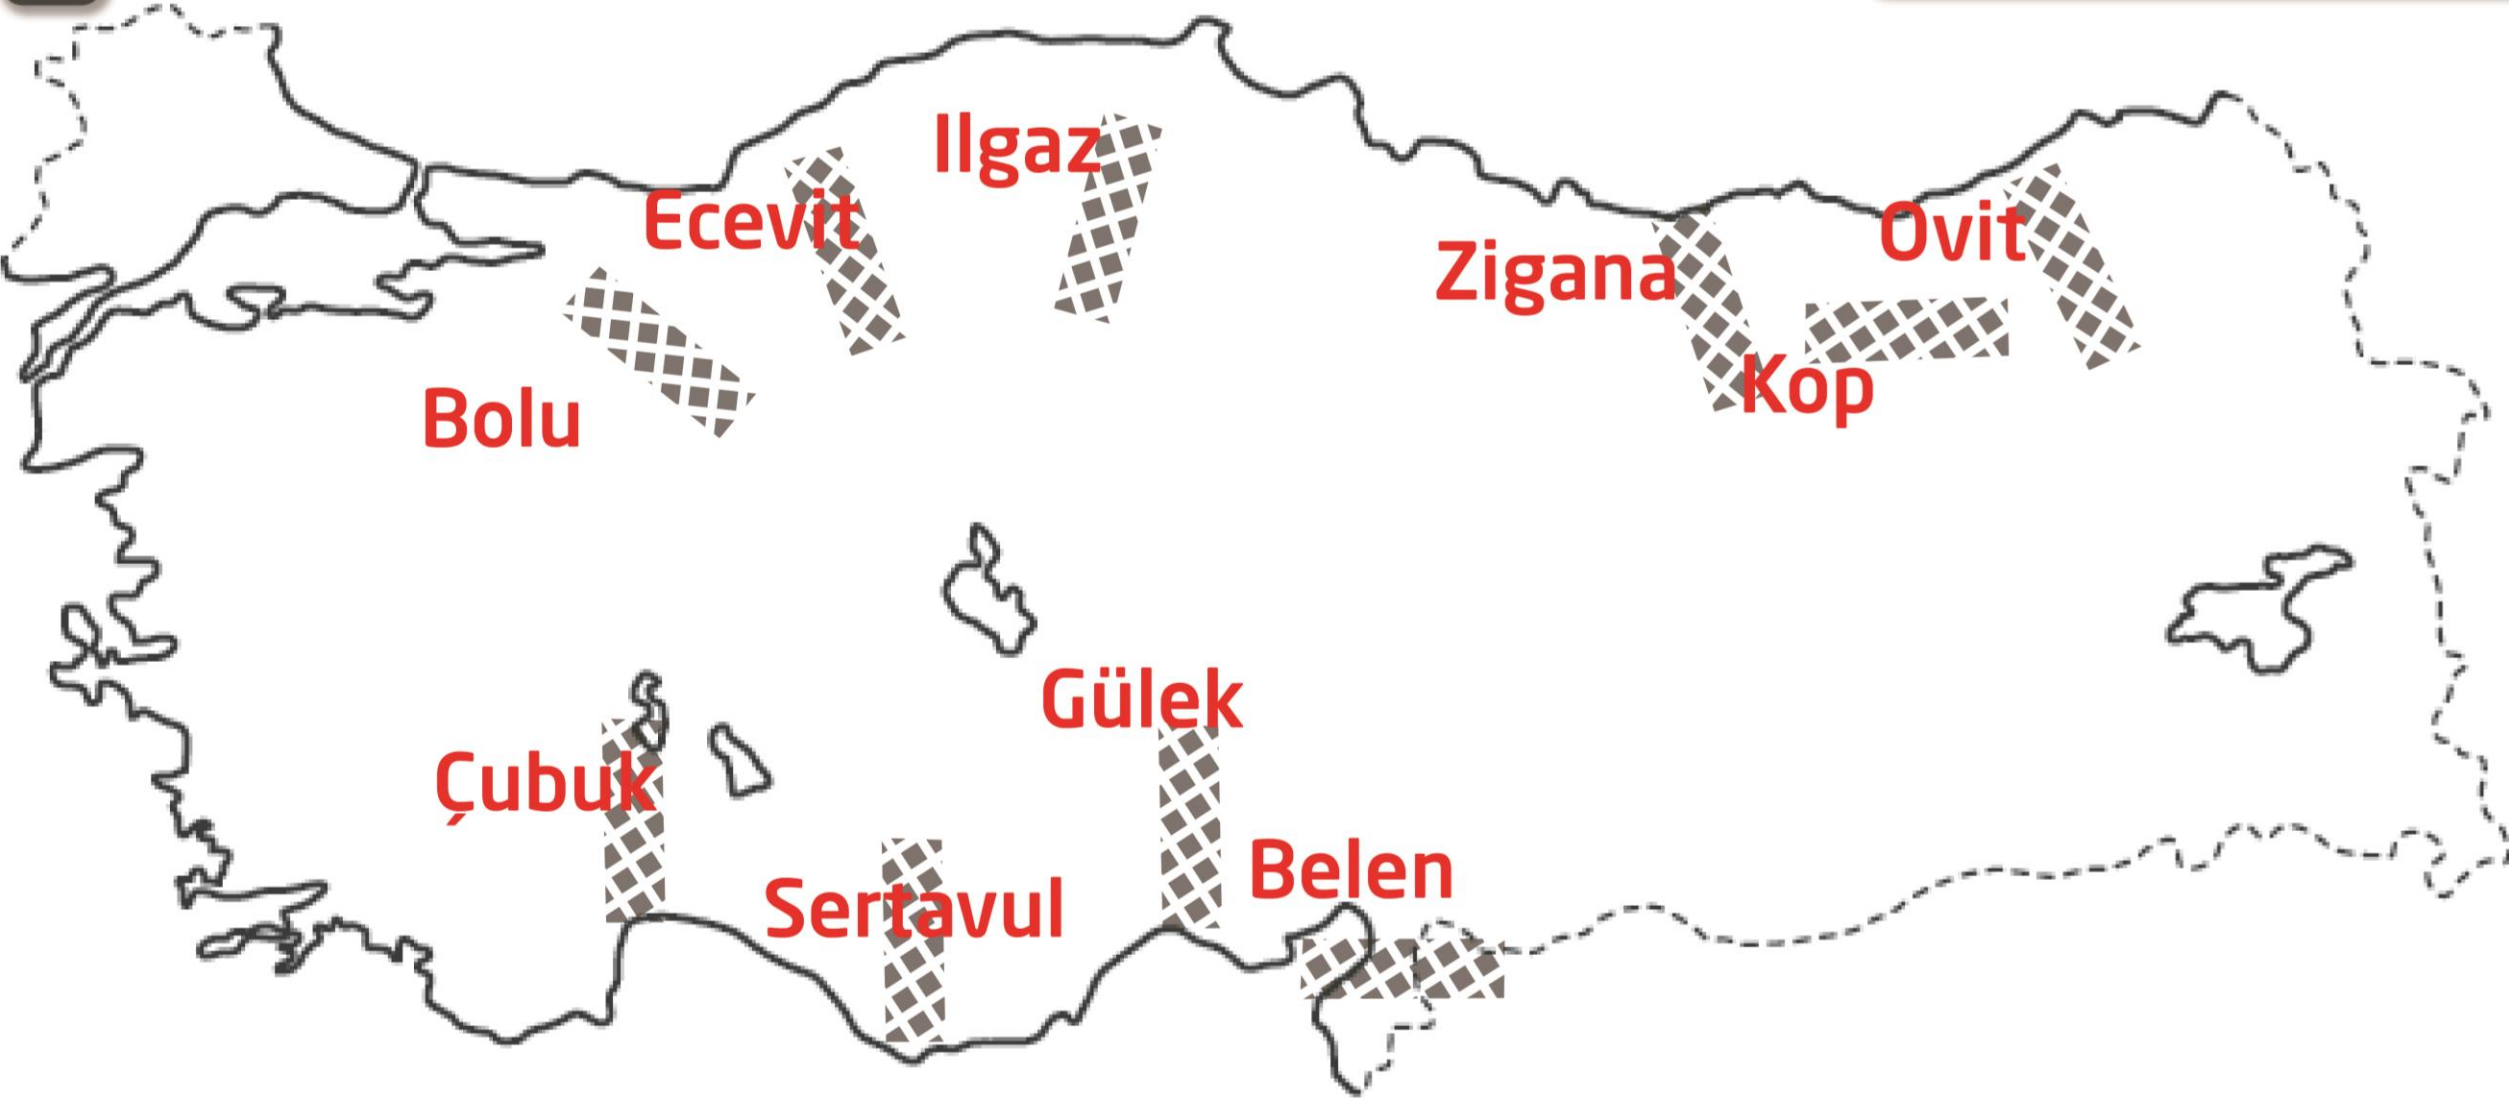 Ilgaz
Ecevit
Ovit
Zigana
Kop
Bolu
Gülek
Çubuk
Belen
Sertavul